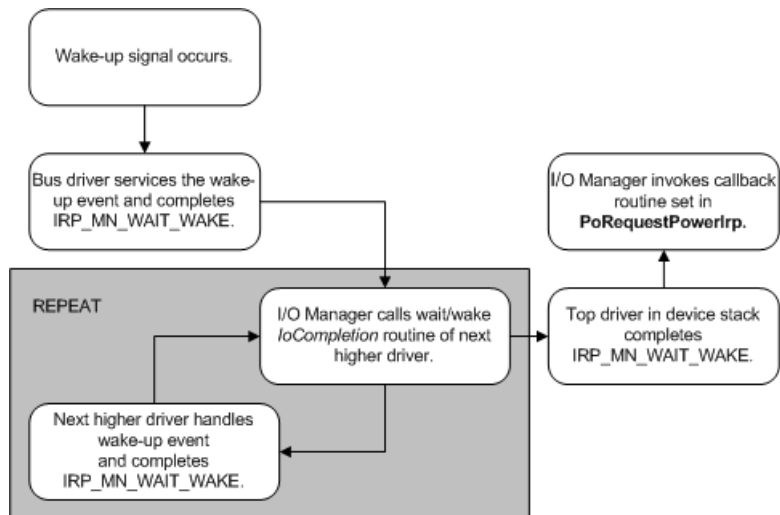 Wake-up signal occurs.
Bus driver services the wake-
up event and completes
IRP_MN_WAIT_WAKE.
I/O Manager invokes callback
routine set in
PoRequestPowerIrp.
REPEAT
I/O Manager calls wait/wake
IoCompletion routine of next
higher driver.
Top driver in device stack
completes
IRP_MN_WAIT_WAKE.
Next higher driver handles
wake-up event
and completes
IRP_MN_WAIT_WAKE.